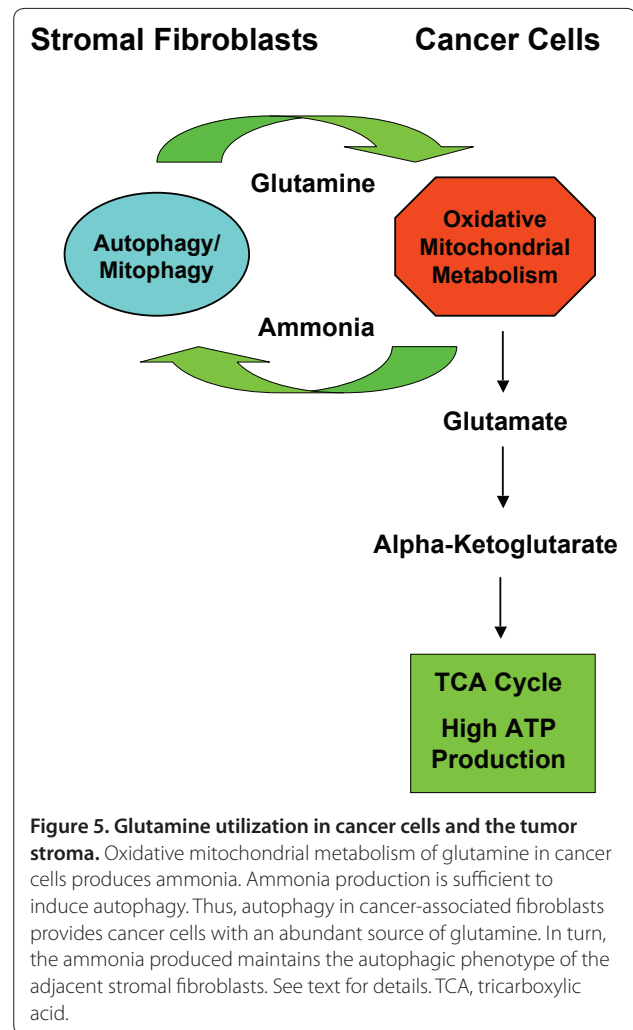 Stromal Fibroblasts
Cancer Cells
Glutamine
Autophagy/
Mitophagy
Oxidative
Mitochondrial
Metabolism
Ammonia
Glutamate
Alpha-Ketoglutarate
TCA Cycle
High ATP
Production
Figure 5. Glutamine utilization in cancer cells and the tumor
stroma. Oxidative mitochondrial metabolism of glutamine in cancer
cells produces ammonia. Ammonia production is sufficient to
induce autophagy. Thus, autophagy in cancer-associated fibroblasts
provides cancer cells with an abundant source of glutamine. In turn,
the ammonia produced maintains the autophagic phenotype of the
adjacent stromal fibroblasts. See text for details. TCA, tricarboxylic
acid.